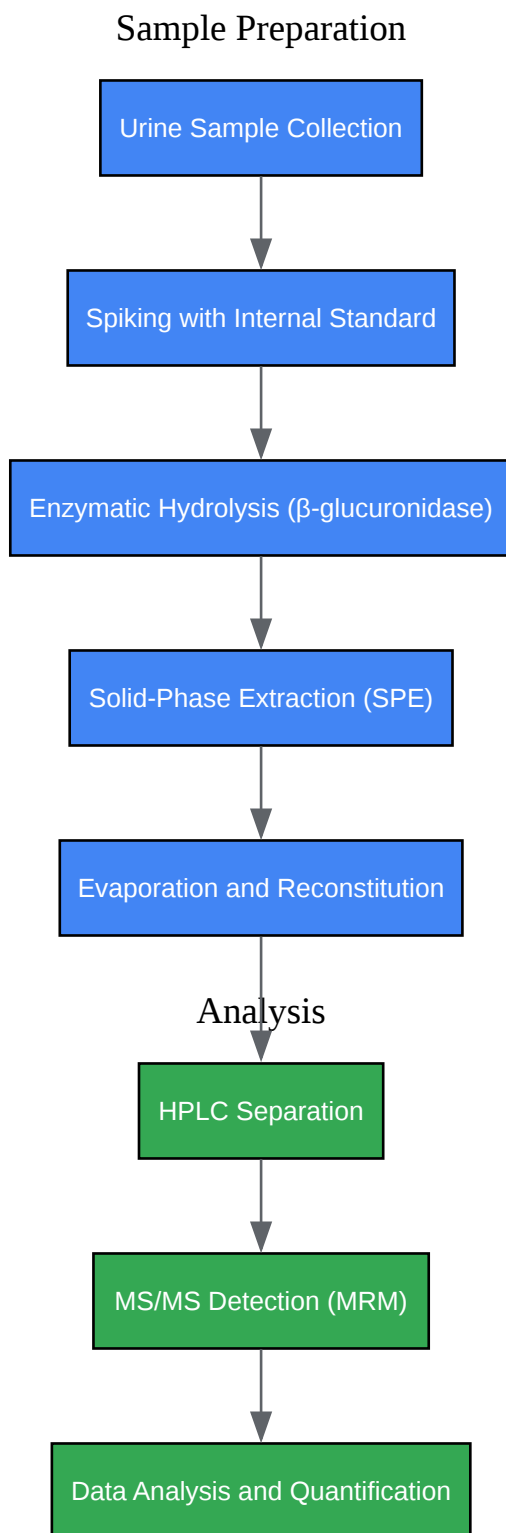 Sample Preparation
Urine Sample Collection
Spiking with Internal Standard
Enzymatic Hydrolysis (β-glucuronidase)
Solid-Phase Extraction (SPE)
Evaporation and Reconstitution
Analysis
HPLC Separation
MS/MS Detection (MRM)
Data Analysis and Quantification